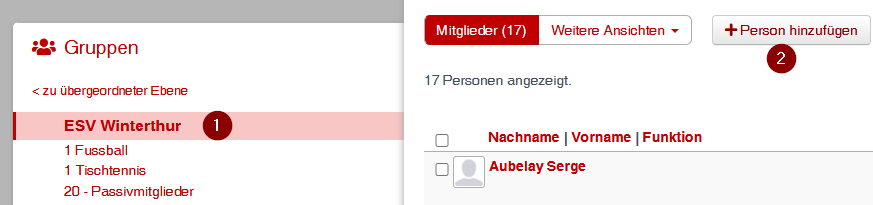 Gruppen
< zu übergeordneter Ebene
ESV Winterthur 1
1 Fussball
1 Tischtennis
20 - Passivmitglieder
Mitglieder (17) Weitere Ansichten Person hinzufügen
2
17 Personen angezeigt.
Nachname | Vorname | Funktion
Aubelay Serge